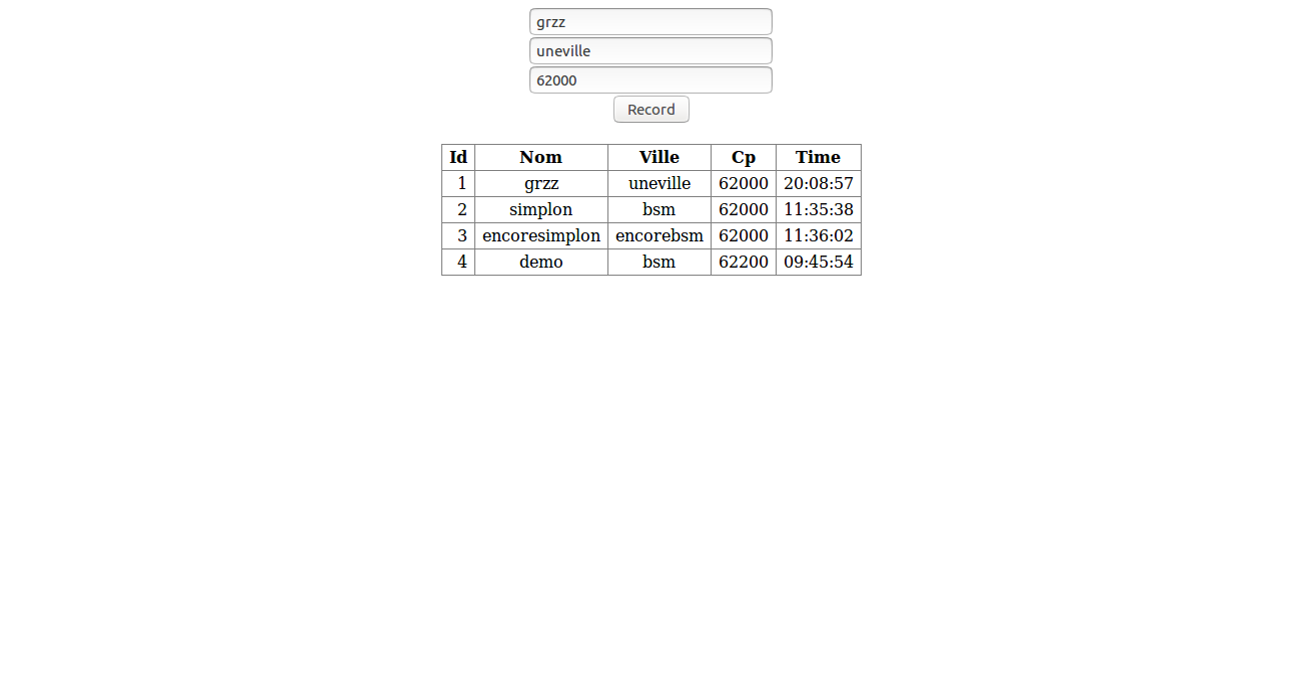 grzz
uneville
62000
Record
Id Nom Ville Cp Time
1 grzz uneville 62000 20:08:57
2 simplon bsm 62000 11:35:38
3 encoresimplon encorebsm 62000 11:36:02
4 demo bsm 62200 09:45:54